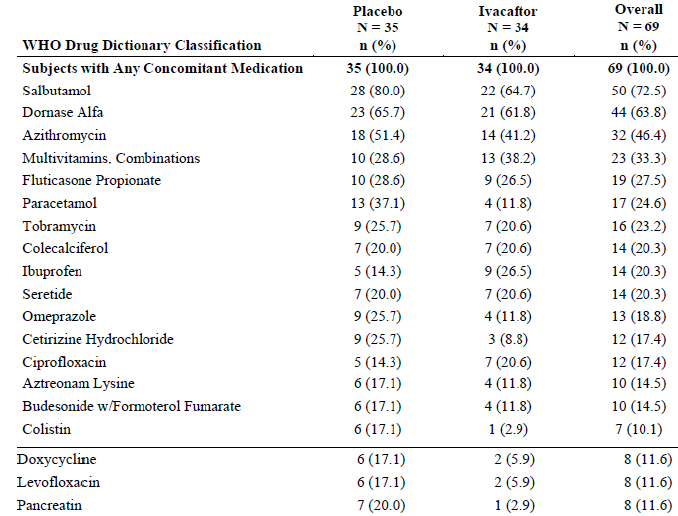 Placebo Ivacaftor Overall
N = 35 N = 34 N = 69
WHO Drug Dictionary Classification n (%) n (%) n (%)
Subjects with Any Concomitant Medication 35 (100.0) 34 (100.0) 69 (100.0)
Salbutamol 28 (80.0) 22 (64.7) 50 (72.5)
Dornase Alfa 23 (65.7) 21 (61.8) 44 (63.8)
Azithromycin 18 (51.4) 14 (41.2) 32 (46.4)
Multivitamins, Combinations 10 (28.6) 13 (38.2) 23 (33.3)
Fluticasone Propionate 10 (28.6) 9 (26.5) 19 (27.5)
Paracetamol 13 (37.1) 4 (11.8) 17 (24.6)
Tobramycin 9 (25.7) 7 (20.6) 16 (23.2)
Colecalciferol 7 (20.0) 7 (20.6) 14 (20.3)
Ibuprofen 5 (14.3) 9 (26.5) 14 (20.3)
Seretide 7 (20.0) 7 (20.6) 14 (20.3)
Omeprazole 9 (25.7) 4 (11.8) 13 (18.8)
Cetirizine Hydrochloride 9 (25.7) 3 (8.8) 12 (17.4)
Ciprofloxacin 5 (14.3) 7 (20.6) 12 (17.4)
Aztreonam Lysine 6 (17.1) 4 (11.8) 10 (14.5)
Budesonide w/Formoterol Fumarate 6 (17.1) 4 (11.8) 10 (14.5)
Colistin 6 (17.1) 1 (2.9) 7 (10.1)
Doxycycline 6 (17.1) 2 (5.9) 8 (11.6)
Levofloxacin 6 (17.1) 2 (5.9) 8 (11.6)
Pancreatin 7 (20.0) 1 (2.9) 8 (11.6)